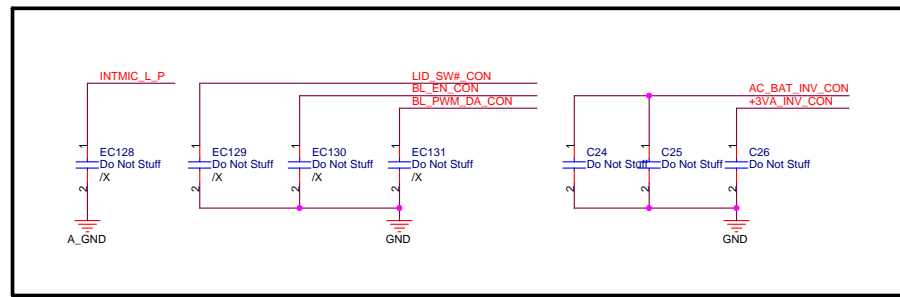 INTMIC_L_P
LID_SW#_CON
BL_EN_CON
BL_PWM_DA_CON
AC_BAT_INV_CON
+3VA_INV_CON
1
EC128
Do Not Stuff
/X
2
1
EC129
Do Not Stuff
/X
2
1
EC130
Do Not Stuff
/X
2
1
EC131
Do Not Stuff
/X
2
1
C24
Do Not Stuff
2
1
C25
Do Not Stuff
2
1
C26
Do Not Stuff
2
A_GND
GND
GND